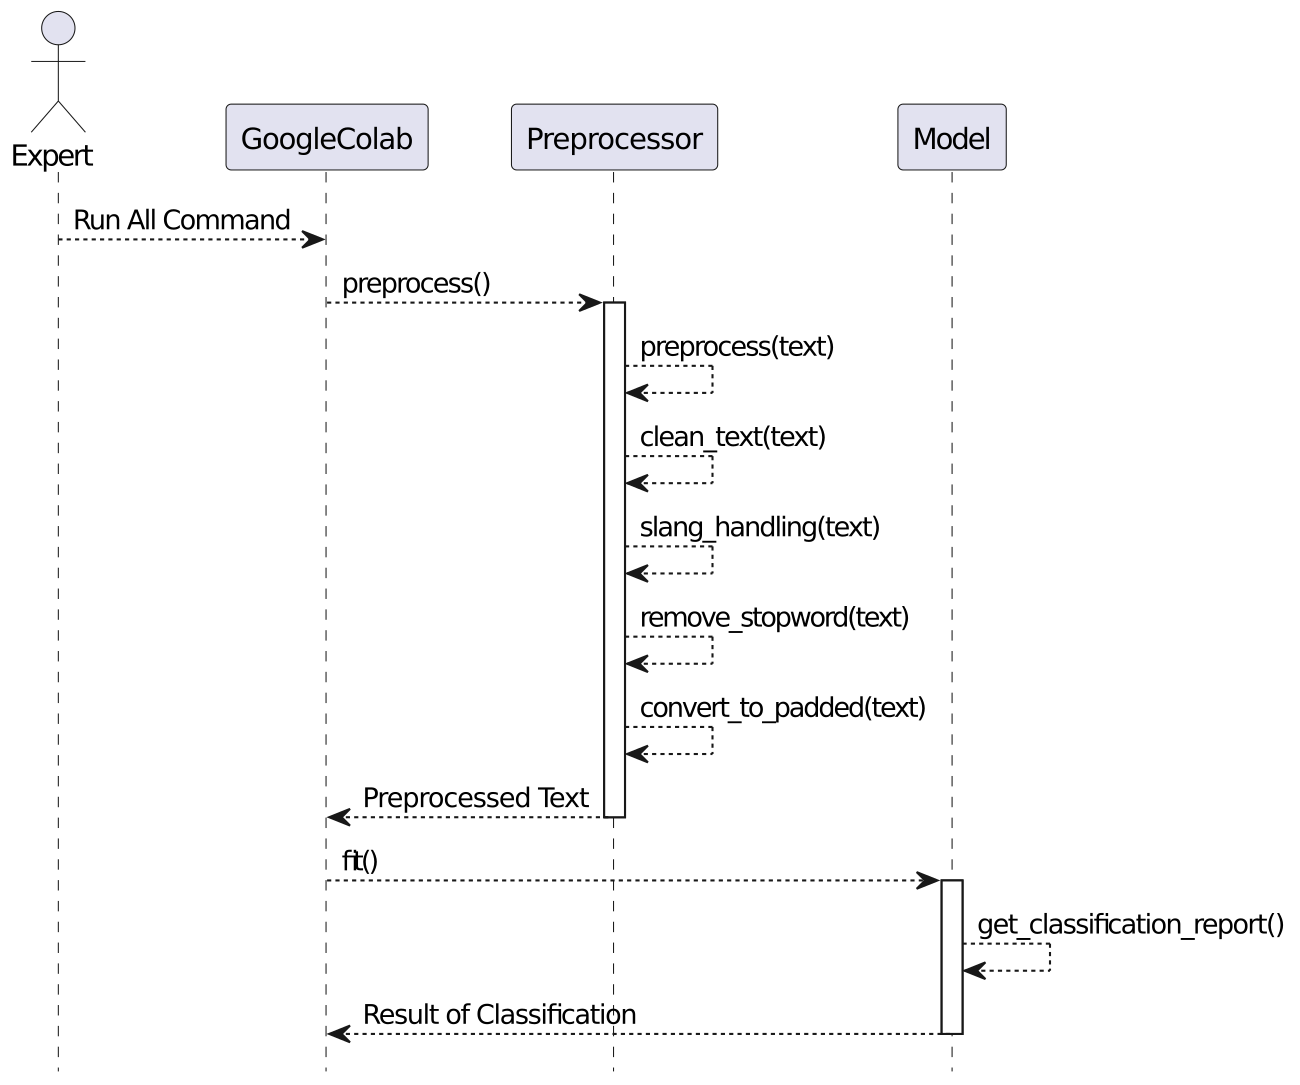 Expert
GoogleColab
Preprocessor
Model
Run All Command
preprocess()
preprocess(text)
clean_text(text)
slang_handling(text)
remove_stopword(text)
convert_to_padded(text)
Preprocessed Text
fit()
get_classification_report()
Result of Classification